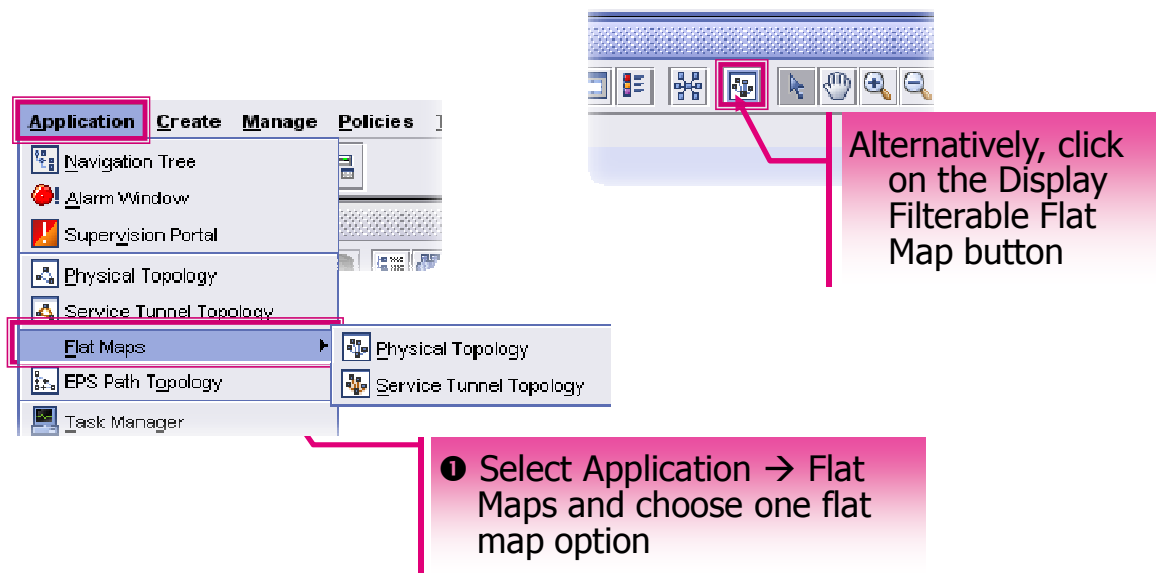 Application Create Manage Policies
Navigation Tree
Alarm Window
Supervision Portal
Physical Topology
Service Tunnel Topology
Flat Maps
EPS Path Topology
Task Manager
Physical Topology
Service Tunnel Topology
Alternatively, click
on the Display
Filterable Flat
Map button
❶ Select Application → Flat
Maps and choose one flat
map option